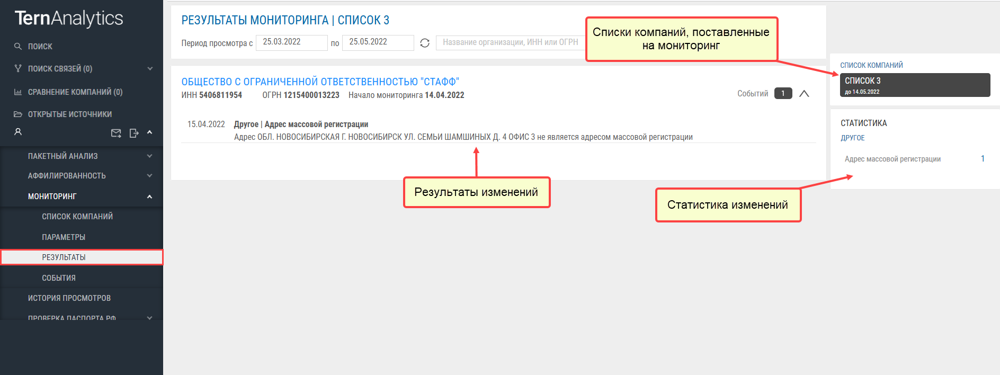 TernAnalytics
ПОИСК
ПОИСК СВЯЗЕЙ (0)
СРАВНЕНИЕ КОМПАНИЙ (0)
ОТКРЫТЫЕ ИСТОЧНИКИ
ПАКЕТНЫЙ АНАЛИЗ
АФФИЛИРОВАННОСТЬ
МОНИТОРИНГ
СПИСОК КОМПАНИЙ
ПАРАМЕТРЫ
РЕЗУЛЬТАТЫ
СОБЫТИЯ
ИСТОРИЯ ПРОСМОТРОВ
ПРОВЕРКА ПАСПОРТА РФ
РЕЗУЛЬТАТЫ МОНИТОРИНГА | СПИСОК 3
Период просмотра с 25.03.2022 по 25.05.2022 Название организации, ИНН или ОГРН
Списки компаний, поставленные
на мониторинг
ОБЩЕСТВО С ОГРАНИЧЕННОЙ ОТВЕТСТВЕННОСТЬЮ "СТАФФ"
ИНН 5406811954 ОГРН 1215400013223 Начало мониторинга 14.04.2022
Событий 1
15.04.2022 Другое | Адрес массовой регистрации
Адрес ОБЛ. НОВОСИБИРСКАЯ Г. НОВОСИБИРСК УЛ. СЕМЬИ ШАМШИНЫХ Д. 4 ОФИС 3 не является адресом массовой регистрации
Результаты изменений
СПИСОК КОМПАНИЙ
СПИСОК 3
до 14.05.2022
СТАТИСТИКА
ДРУГОЕ
Адрес массовой регистрации 1
Статистика изменений